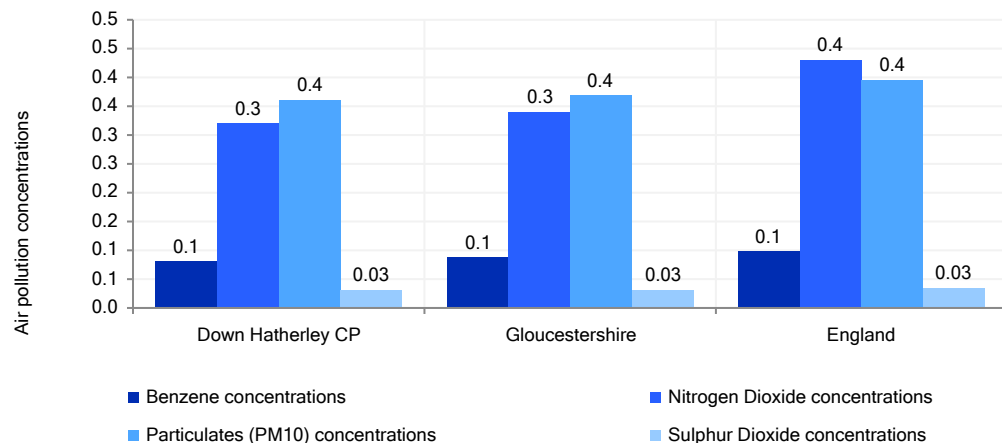 Air pollution concentrations
0.5
0.5
0.4
0.4
0.3
0.3
0.2
0.2
0.1
0.1
0.0
0.1
0.3
0.4
0.03
0.1
0.3
0.4
0.03
0.1
0.4
0.4
0.03
Down Hatherley CP
Gloucestershire
England
Benzene concentrations
Nitrogen Dioxide concentrations
Particulates (PM10) concentrations
Sulphur Dioxide concentrations